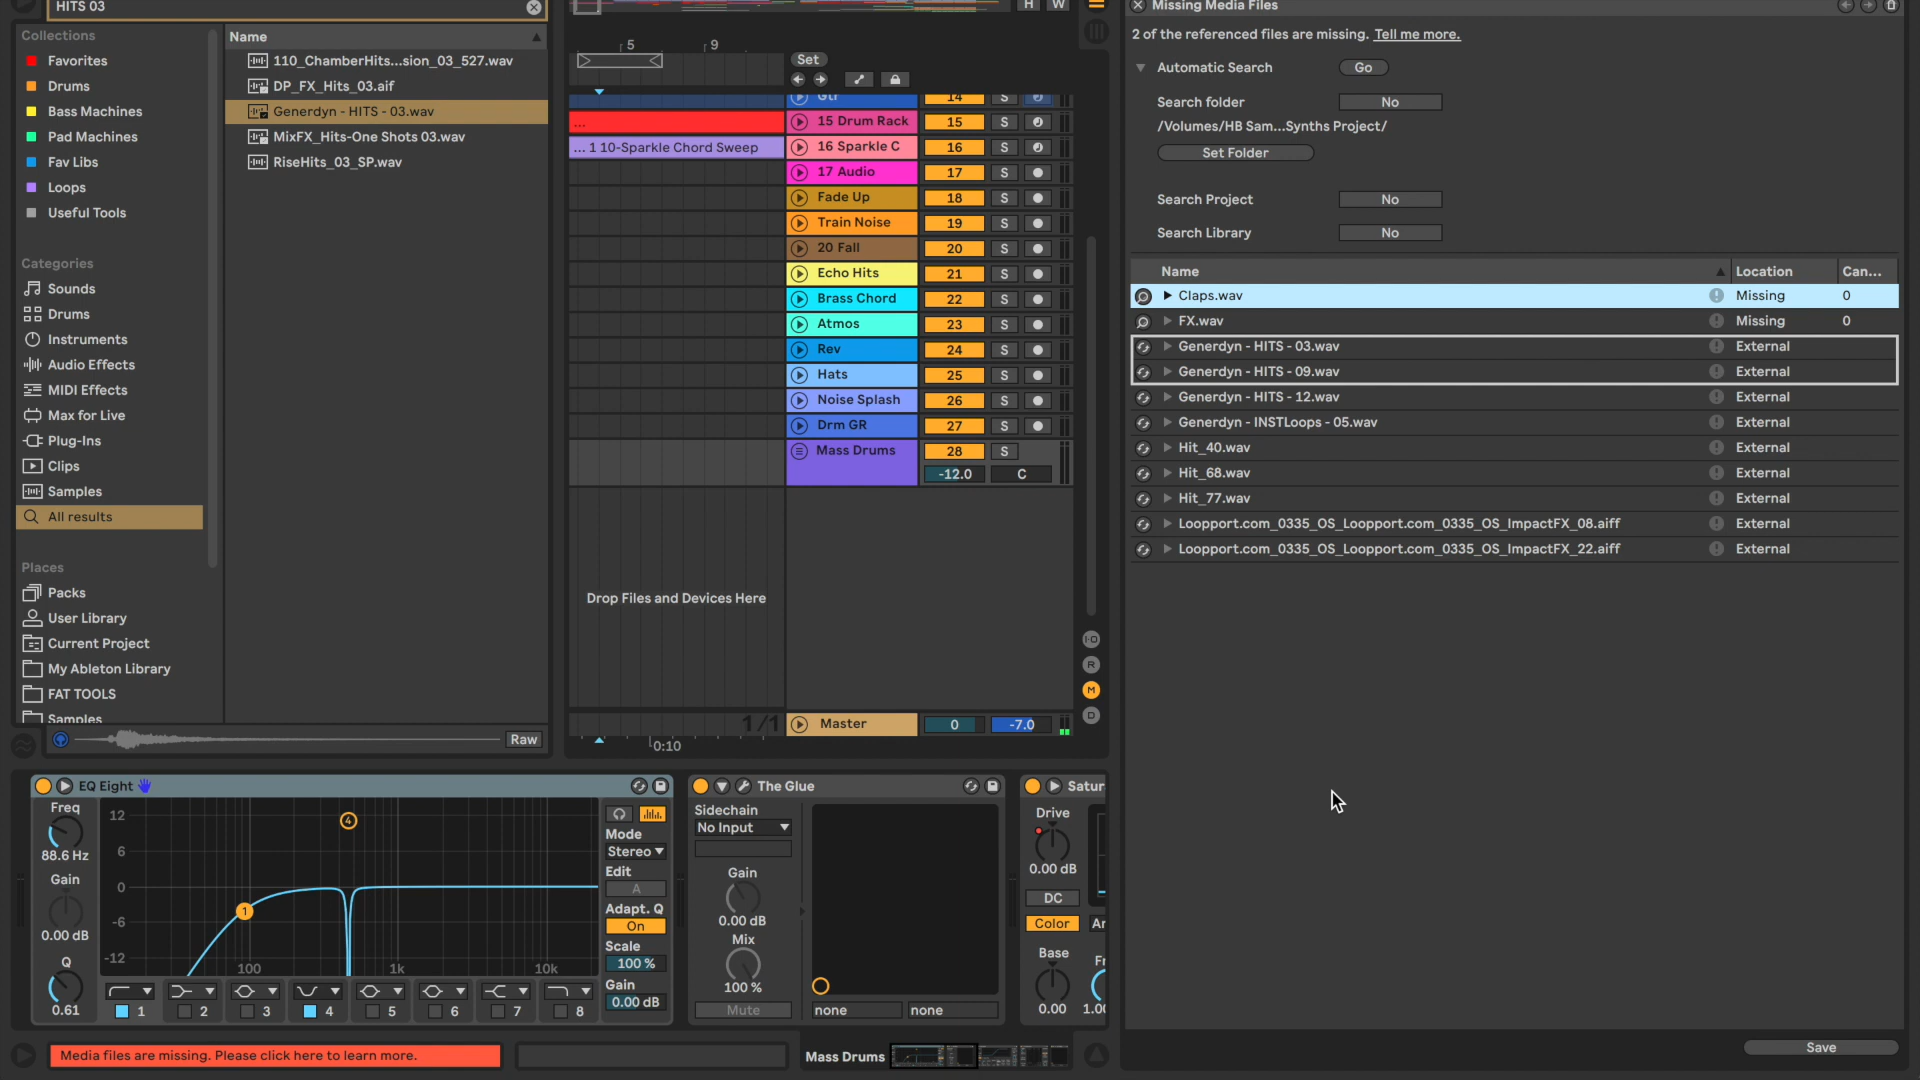 HITS 03
Collections
Favorites
Drums
Bass Machines
Pad Machines
Fav Libs
Loops
Useful Tools
Categories
Sounds
Drums
Instruments
Audio Effects
MIDI Effects
Max for Live
Plug-Ins
Clips
Samples
All results
Places
Packs
User Library
Current Project
My Ableton Library
FAT TOOLS
Samples
Name
110_ChamberHits...sion_03_527.wav
DP_FX_Hits_03.aif
Generdyn - HITS - 03.wav
MixFX_Hits-One Shots 03.wav
RiseHits_03_SP.wav
Raw
H W
5 9
Set
Gtr 14 S
... 15 Drum Rack 15 S
... 1 10-Sparkle Chord Sweep 16 Sparkle C 16 S
17 Audio 17 S
Fade Up 18 S
Train Noise 19 S
20 Fall 20 S
Echo Hits 21 S
Brass Chord 22 S
Atmos 23 S
Rev 24 S
Hats 25 S
Noise Splash 26 S
Drm GR 27 S
Mass Drums 28 S
-12.0 C
Drop Files and Devices Here
I·O
R
M
D
1/1 Master 0 -7.0
0:10
Missing Media Files
2 of the referenced files are missing. Tell me more.
Automatic Search Go
Search folder No
/Volumes/HB Sam...Synths Project/
Set Folder
Search Project No
Search Library No
Name Location Can...
Claps.wav Missing 0
FX.wav Missing 0
Generdyn - HITS - 03.wav External
Generdyn - HITS - 09.wav External
Generdyn - HITS - 12.wav External
Generdyn - INSTLoops - 05.wav External
Hit_40.wav External
Hit_68.wav External
Hit_77.wav External
Loopport.com_0335_OS_Loopport.com_0335_OS_ImpactFX_08.aiff External
Loopport.com_0335_OS_Loopport.com_0335_OS_ImpactFX_22.aiff External
Save
EQ Eight
Freq
88.6 Hz
Gain
0.00 dB
Q
0.61
12
6
0
-6
-12
100 1k 10k
4
1
1 2 3 4 5 6 7 8
Mode
Stereo
Edit
A
Adapt. Q
On
Scale
100 %
Gain
0.00 dB
The Glue
Sidechain
No Input
Gain
0.00 dB
Mix
100 %
Mute
none none
Satur
Drive
0.00 dB
DC
Color An
Base Fr
0.00 1.00
Media files are missing. Please click here to learn more.
Mass Drums